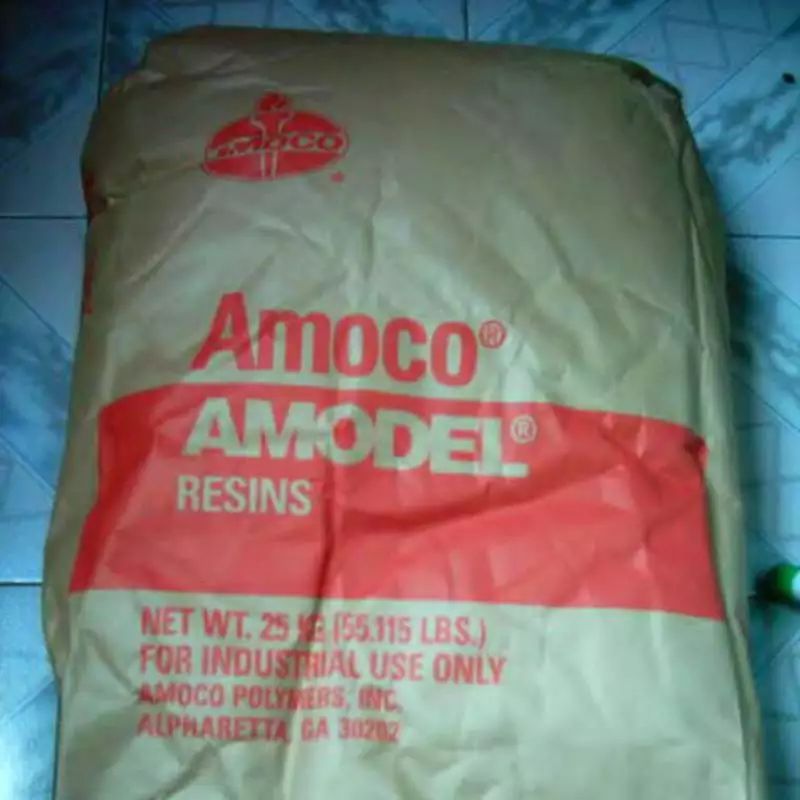 AMOCO
®
Amoco®
AMODEL®
RESINS
NET WT. 25 KG (55.115 LBS.)
FOR INDUSTRIAL USE ONLY
AMOCO POLYMERS, INC.
ALPHARETTA, GA 30202